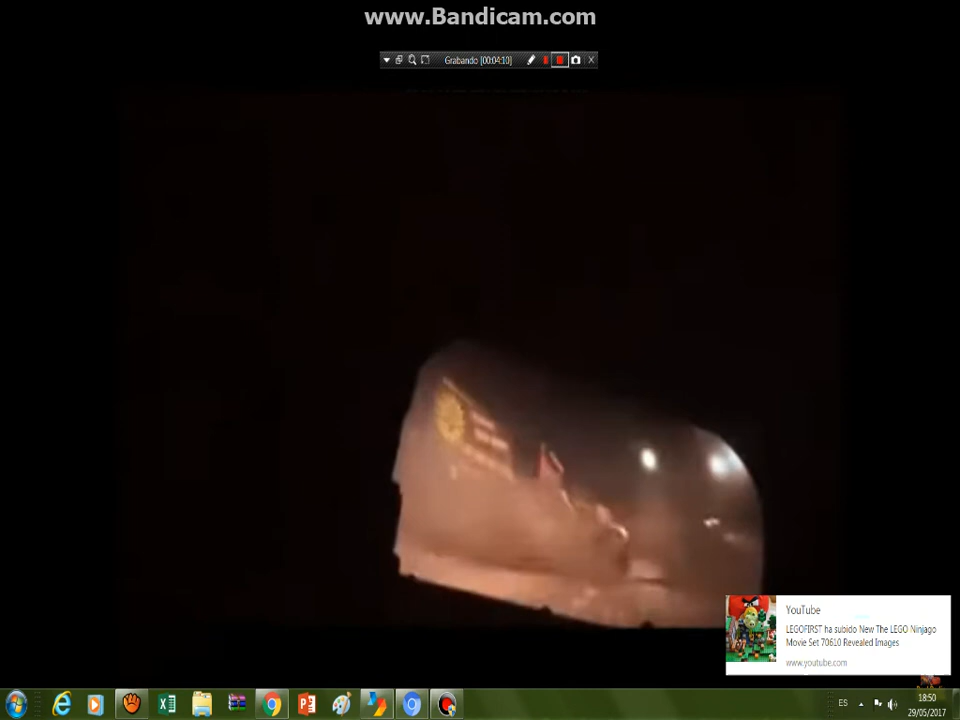 www.Bandicam.com
Grabando [00:04:10]
YouTube
LEGOFIRST ha subido New The LEGO Ninjago
Movie Set 70610 Revealed Images
www.youtube.com
ES
18:50
29/05/2017